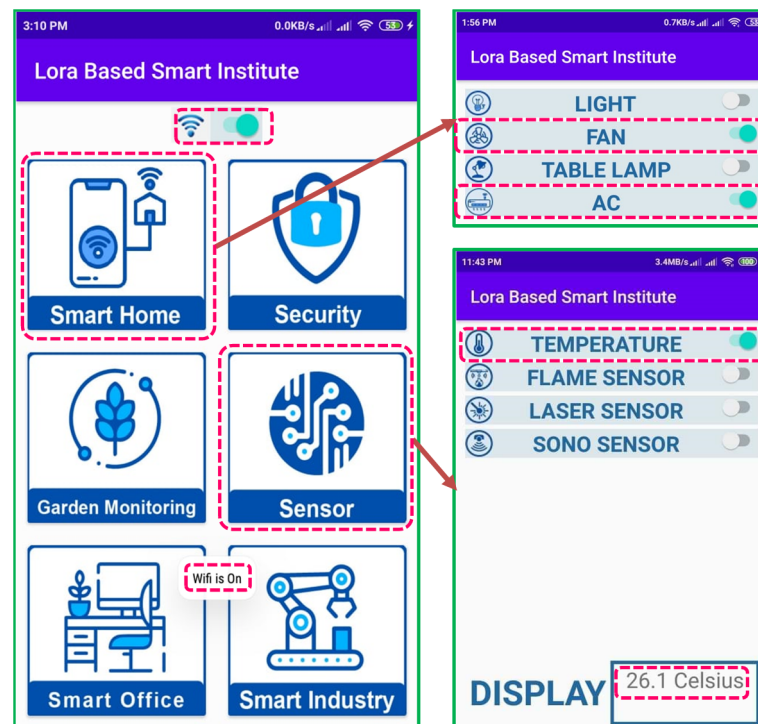 3:10 PM 0.0KB/s 53
Lora Based Smart Institute
Smart Home
Security
Garden Monitoring
Sensor
Wifi is On
Smart Office
Smart Industry
1:56 PM 0.7KB/s
Lora Based Smart Institute
LIGHT
FAN
TABLE LAMP
AC
11:43 PM 3.4MB/s 100
Lora Based Smart Institute
TEMPERATURE
FLAME SENSOR
LASER SENSOR
SONO SENSOR
DISPLAY 26.1 Celsius